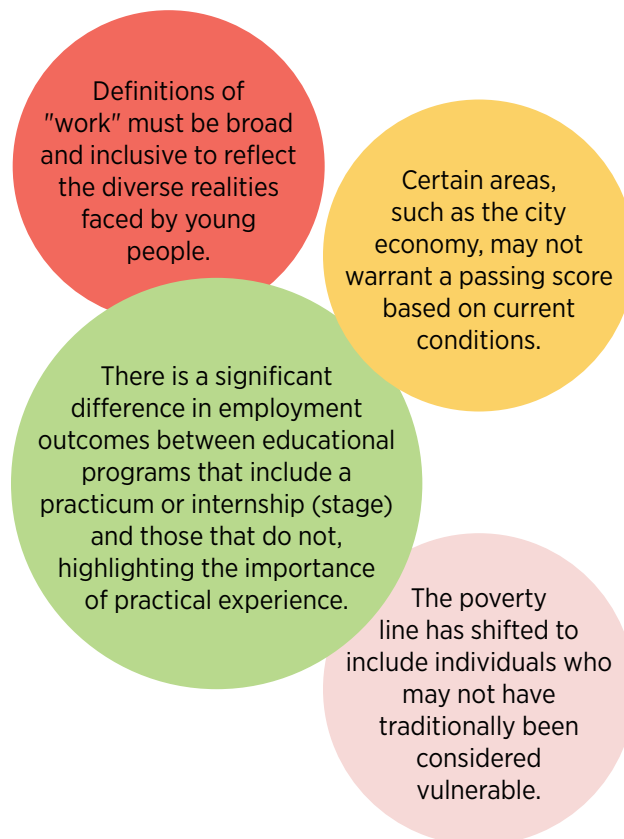 Definitions of
"work" must be broad
and inclusive to reflect
the diverse realities
faced by young
people.
Certain areas,
such as the city
economy, may not
warrant a passing score
based on current
conditions.
There is a significant
difference in employment
outcomes between educational
programs that include a
practicum or internship (stage)
and those that do not,
highlighting the importance
of practical experience.
The poverty
line has shifted to
include individuals who
may not have
traditionally been
considered
vulnerable.